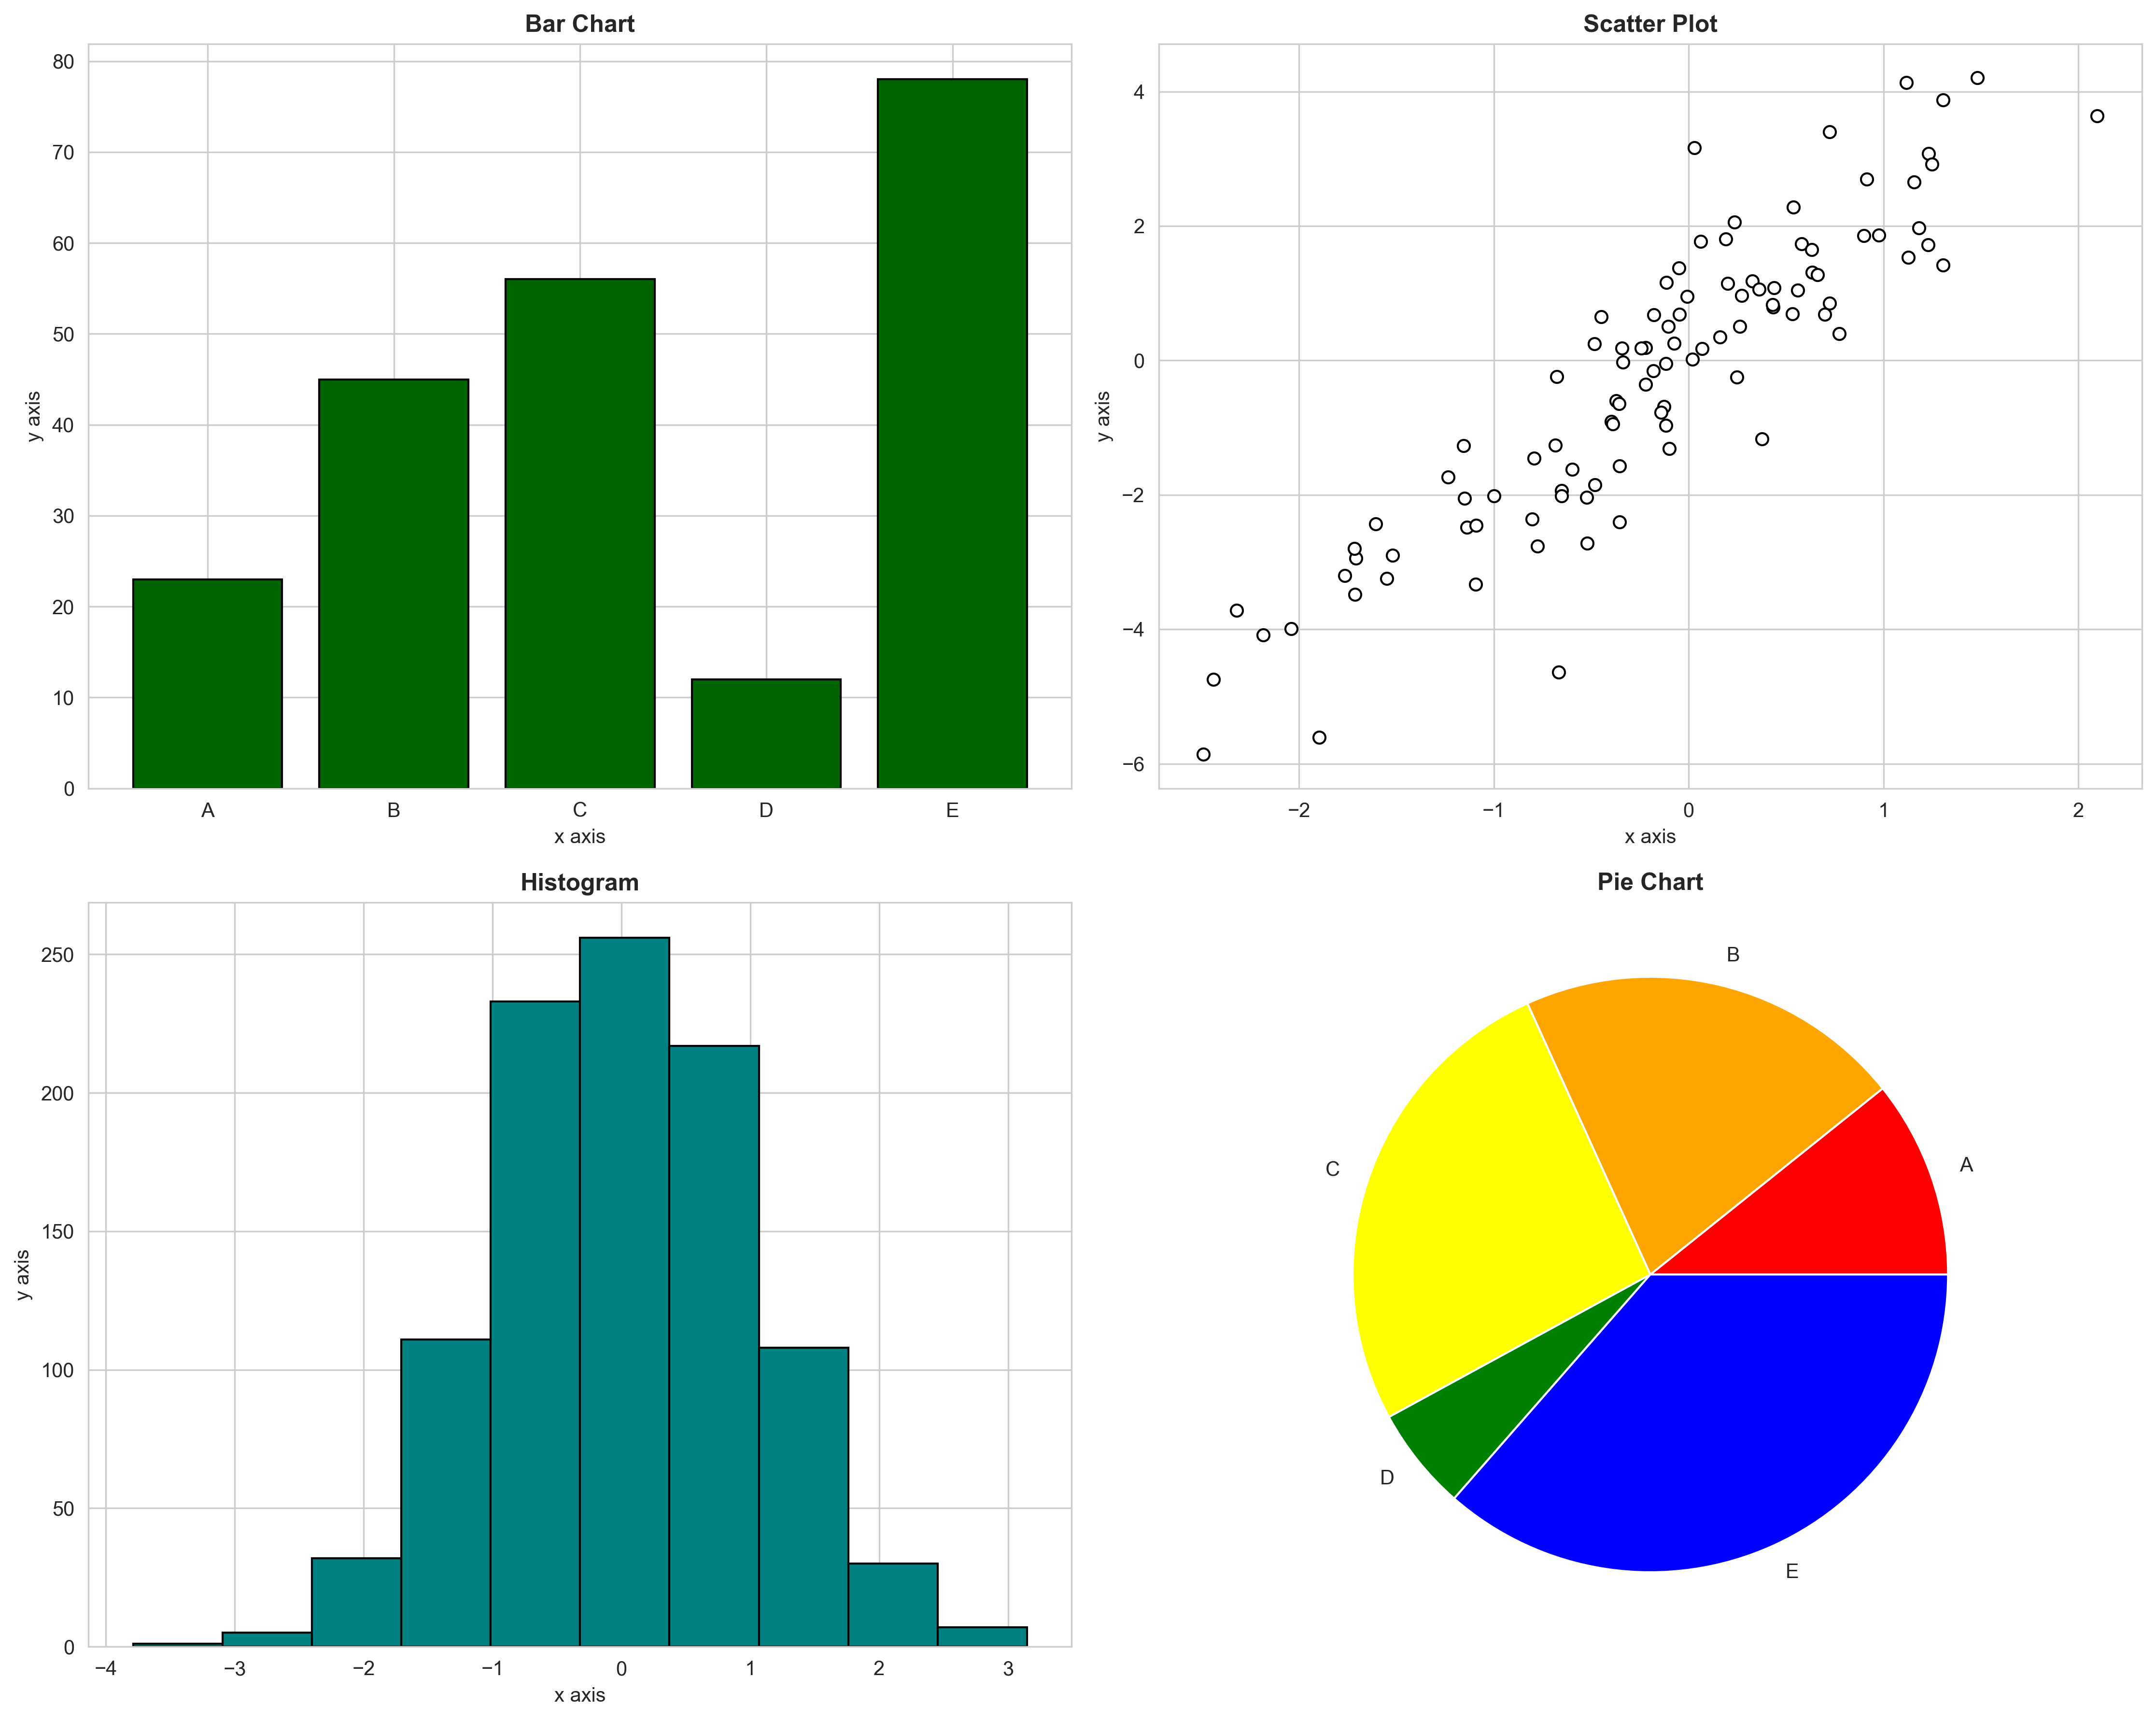 Bar Chart
80
70
60
50
40
30
20
10
0
y axis
A
B
C
D
E
x axis
Scatter Plot
4
2
0
−2
−4
−6
y axis
−2
−1
0
1
2
x axis
Histogram
250
200
150
100
50
0
y axis
−4
−3
−2
−1
0
1
2
3
x axis
Pie Chart
B
A
C
D
E